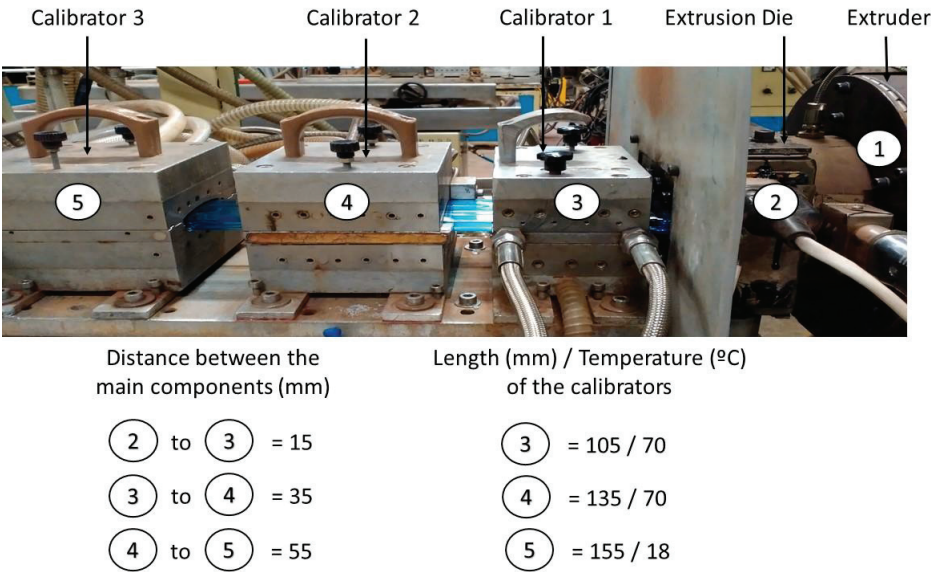 Calibrator 3 Calibrator 2 Calibrator 1 Extrusion Die Extruder
5 4 3 2 1
Distance between the
main components (mm)
2 to 3 = 15
3 to 4 = 35
4 to 5 = 55
Length (mm) / Temperature (ºC)
of the calibrators
3 = 105 / 70
4 = 135 / 70
5 = 155 / 18